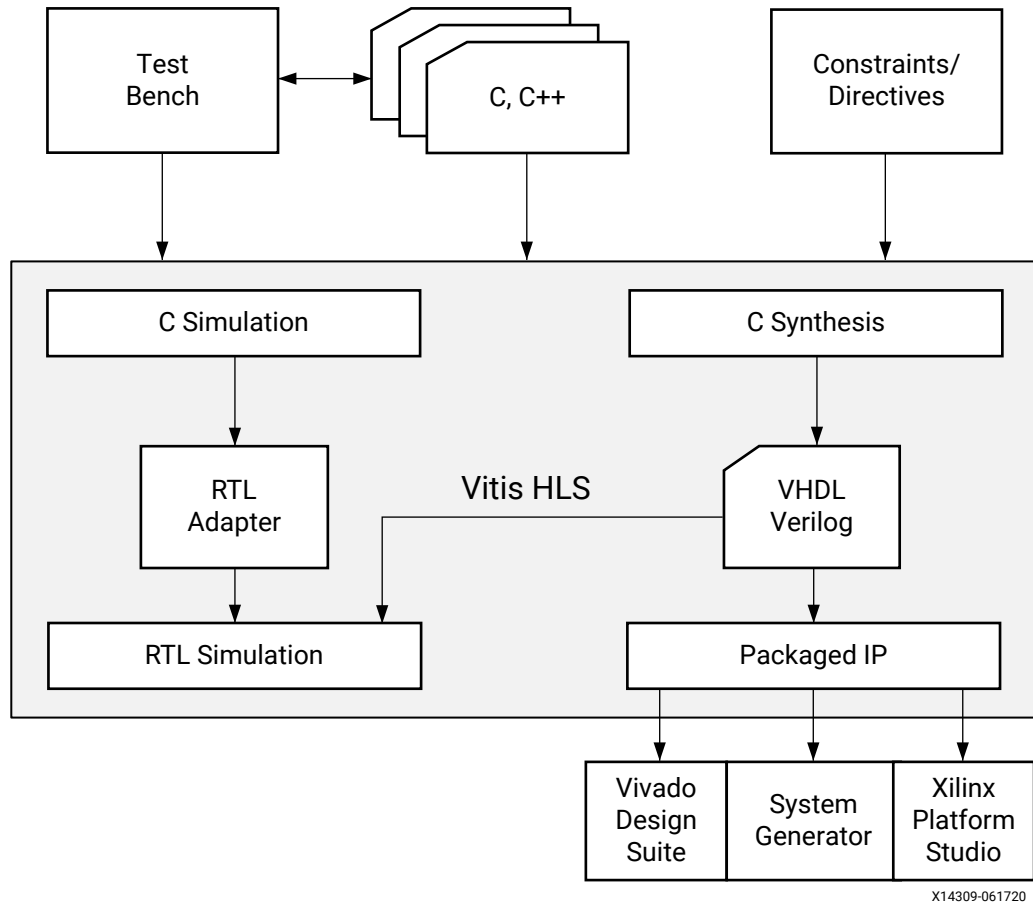 Test
Bench
C, C++
Constraints/
Directives
C Simulation
C Synthesis
RTL
Adapter
Vitis HLS
VHDL
Verilog
RTL Simulation
Packaged IP
Vivado
Design
Suite
System
Generator
Xilinx
Platform
Studio
X14309-061720